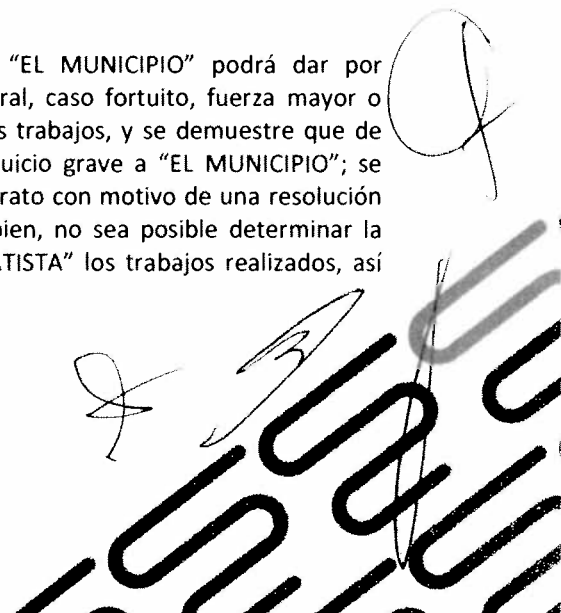 "EL MUNICIPIO" podrá dar por
ral, caso fortuito, fuerza mayor o
s trabajos, y se demuestre que de
uicio grave a "EL MUNICIPIO"; se
rato con motivo de una resolución
bien, no sea posible determinar la
ATISTA" los trabajos realizados, así